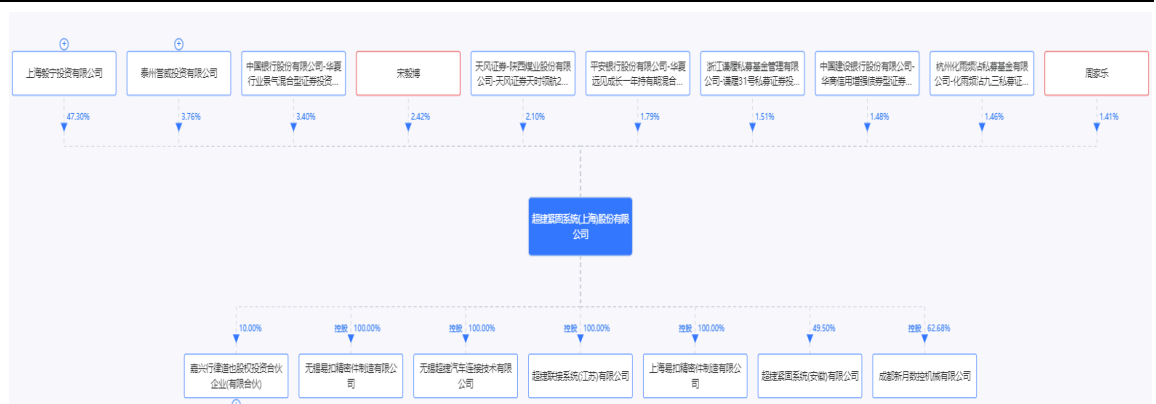 上海毅宁投资有限公司
泰州誉威投资有限公司
中国银行股份有限公司-华夏
行业景气混合型证券投资...
宋毅博
天风证券-陕西煤业股份有限
公司-天风证券天时领航2...
平安银行股份有限公司-华夏
远见成长一年持有期混合...
浙江谦履私募基金管理有限
公司-谦履31号私募证券投...
中国建设银行股份有限公司-
华商信用增强债券型证券...
杭州化雨频沾私募基金有限
公司-化雨频沾九三私募证...
周家乐
47.30%
3.76%
3.40%
2.42%
2.10%
1.79%
1.51%
1.48%
1.46%
1.41%
超捷紧固系统(上海)股份有限
公司
10.00%
控股 100.00%
控股 100.00%
控股 100.00%
控股 100.00%
49.50%
控股 62.68%
嘉兴行律道也股权投资合伙
企业(有限合伙)
无锡易扣精密件制造有限公
司
无锡超捷汽车连接技术有限
公司
超捷联接系统(江苏)有限公司
上海易扣精密件制造有限公
司
超捷紧固系统(安徽)有限公司
成都新月数控机械有限公司